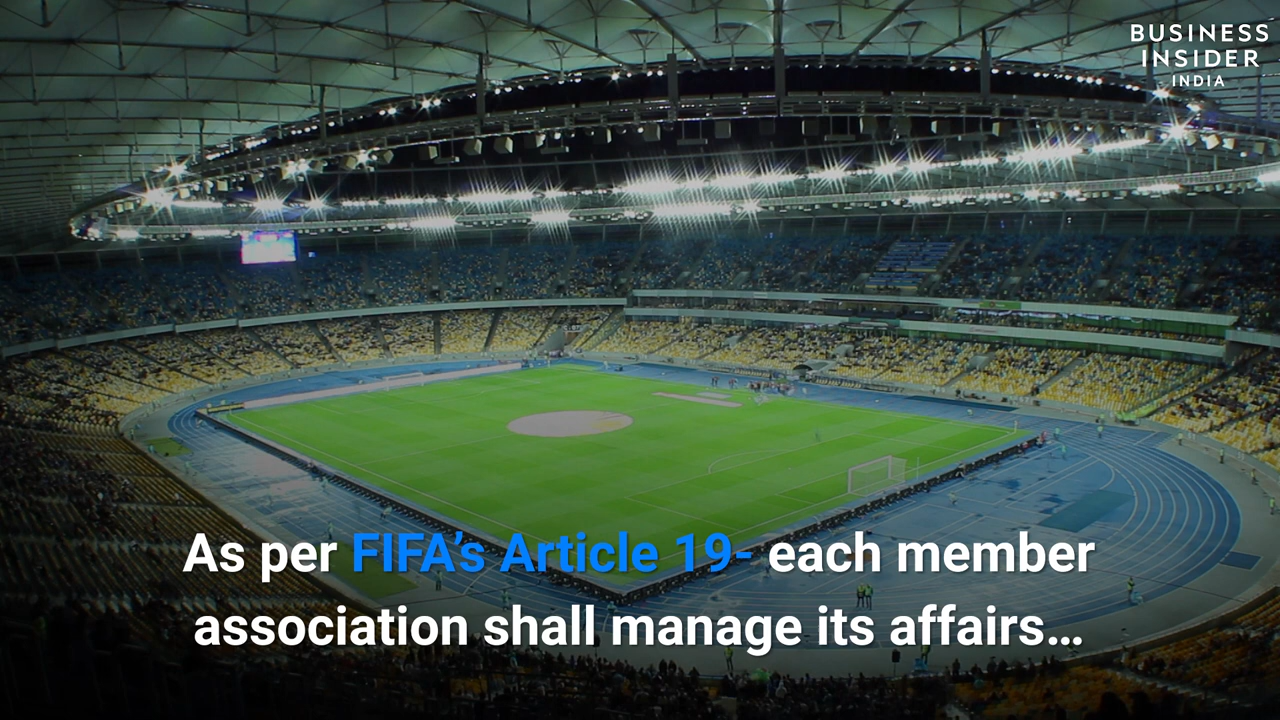 BUSINESS
INSIDER
INDIA
As per FIFA's Article 19- each member
association shall manage its affairs...